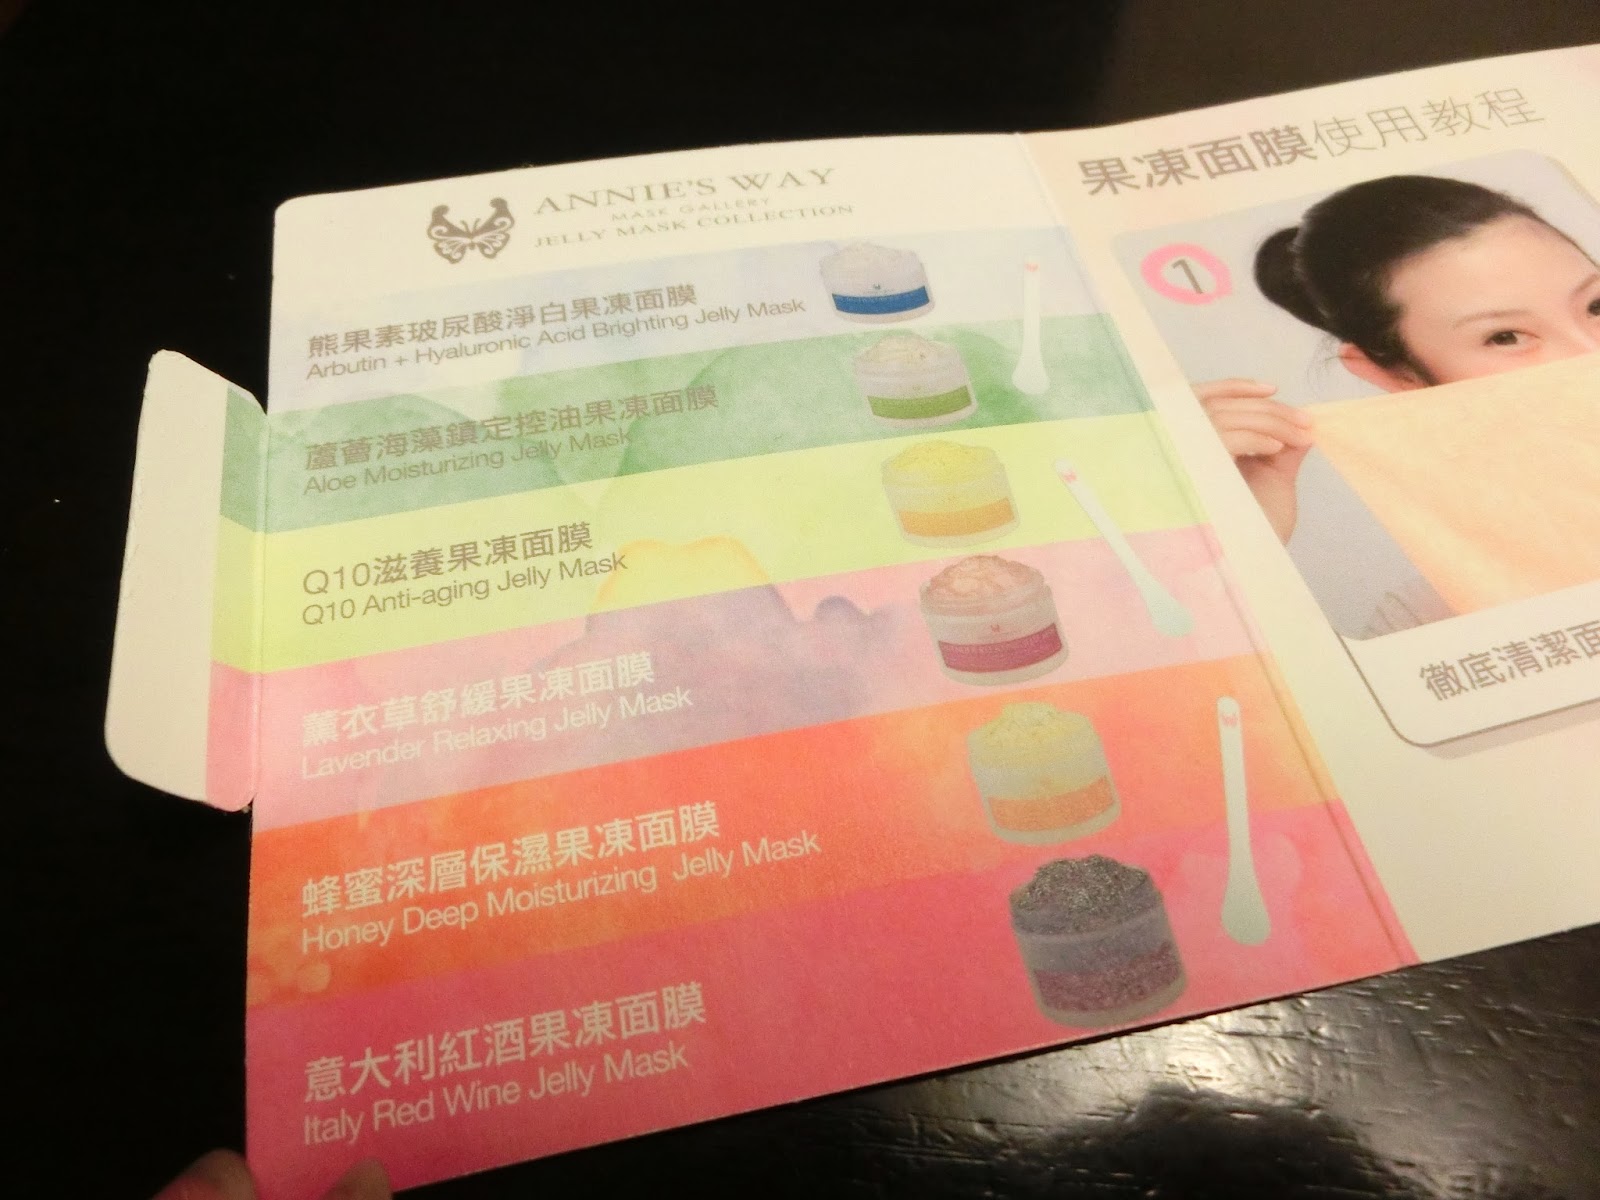 ANNIE'S WAY
MASK GALLERY
JELLY MASK COLLECTION
熊果素玻尿酸淨白果凍面膜
Arbutin + Hyaluronic Acid Brighting Jelly Mask
蘆薈海藻鎮定控油果凍面膜
Aloe Moisturizing Jelly Mask
Q10滋養果凍面膜
Q10 Anti-aging Jelly Mask
薰衣草舒緩果凍面膜
Lavender Relaxing Jelly Mask
蜂蜜深層保濕果凍面膜
Honey Deep Moisturizing Jelly Mask
意大利紅酒果凍面膜
Italy Red Wine Jelly Mask
果凍面膜使用教程
1
徹底清潔面